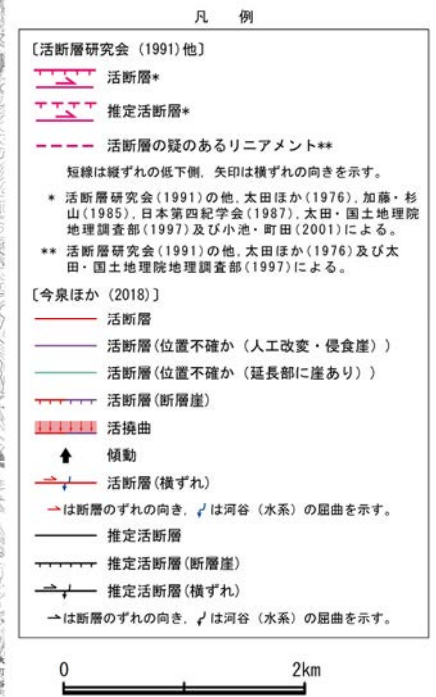 凡 例
〔活断層研究会(1991)他〕
活断層*
推定活断層*
活断層の疑のあるリニアメント**
短線は縦ずれの低下側, 矢印は横ずれの向きを示す。
* 活断層研究会(1991)の他, 太田ほか(1976), 加藤・杉
山(1985), 日本第四紀学会(1987), 太田・国土地理院
地理調査部(1997)及び小池・町田(2001)による。
** 活断層研究会(1991)の他, 太田ほか(1976)及び太
田・国土地理院地理調査部(1997)による。
〔今泉ほか(2018)〕
活断層
活断層(位置不確か(人工改変・侵食崖))
活断層(位置不確か(延長部に崖あり))
活断層(断層崖)
活撓曲
傾動
活断層(横ずれ)
は断層のずれの向き, は河谷(水系)の屈曲を示す。
推定活断層
推定活断層(断層崖)
推定活断層(横ずれ)
は断層のずれの向き, は河谷(水系)の屈曲を示す。
0 2km